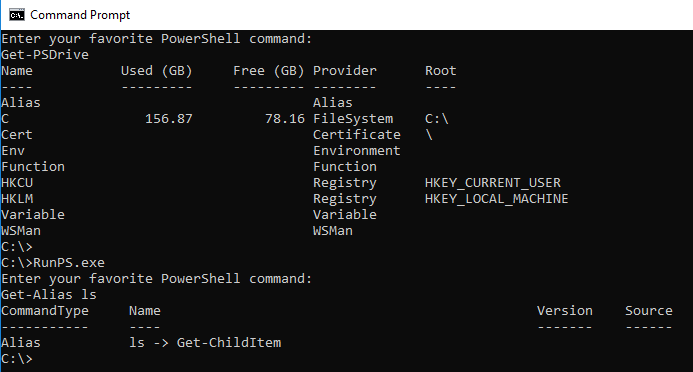 Command Prompt
Enter your favorite PowerShell command:
Get-PSDrive
Name           Used (GB)     Free (GB) Provider      Root
----           ---------     --------- --------      ----
Alias                                  Alias
C                 156.87         78.16 FileSystem    C:\
Cert                                   Certificate   \
Env                                    Environment
Function                               Function
HKCU                                   Registry      HKEY_CURRENT_USER
HKLM                                   Registry      HKEY_LOCAL_MACHINE
Variable                               Variable
WSMan                                  WSMan
C:\>
C:\>RunPS.exe
Enter your favorite PowerShell command:
Get-Alias ls
CommandType     Name                                               Version    Source
-----------     ----                                               -------    ------
Alias           ls -> Get-ChildItem
C:\>